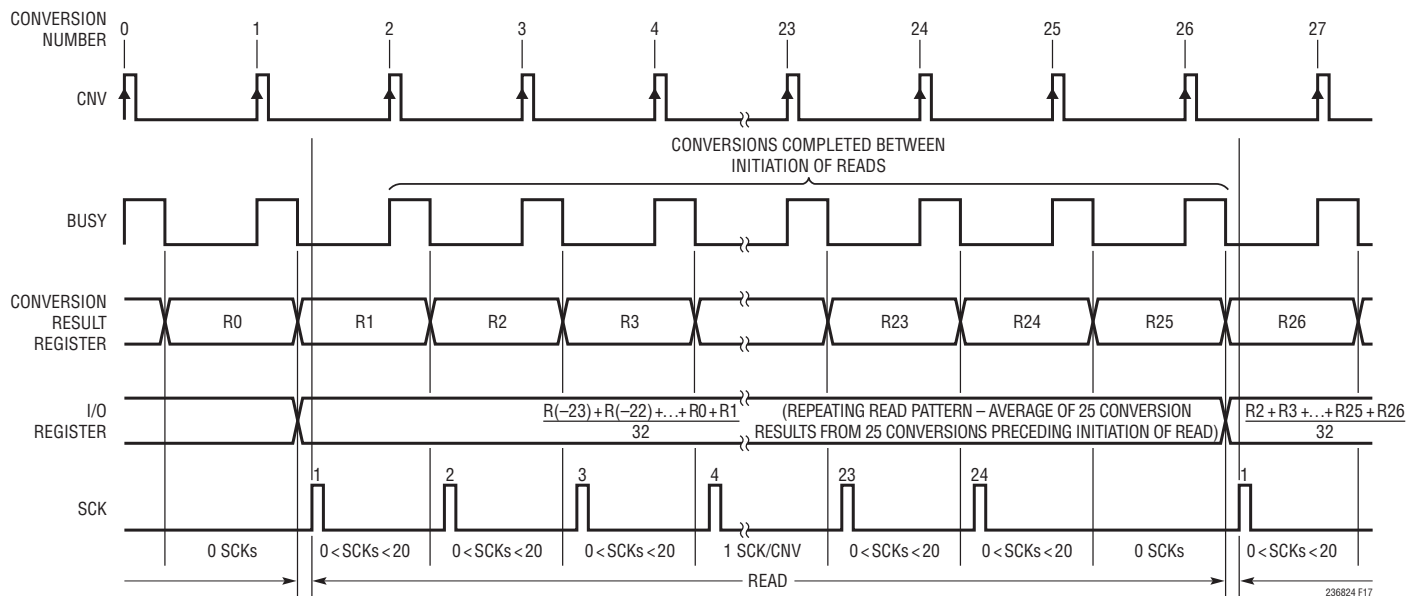 CONVERSION
NUMBER
0 1 2 3 4 23 24 25 26 27
CNV
CONVERSIONS COMPLETED BETWEEN
INITIATION OF READS
BUSY
CONVERSION
RESULT
REGISTER
R0 R1 R2 R3 R23 R24 R25 R26
I/O
REGISTER
R(–23) + R(–22) +…+ R0 + R1
32
(REPEATING READ PATTERN – AVERAGE OF 25 CONVERSION
RESULTS FROM 25 CONVERSIONS PRECEDING INITIATION OF READ)
R2 + R3 +…+ R25 + R26
32
SCK
1 2 3 4 23 24 1
0 SCKs 0 < SCKs < 20 0 < SCKs < 20 0 < SCKs < 20 1 SCK/CNV 0 < SCKs < 20 0 < SCKs < 20 0 SCKs 0 < SCKs < 20
READ
236824 F17